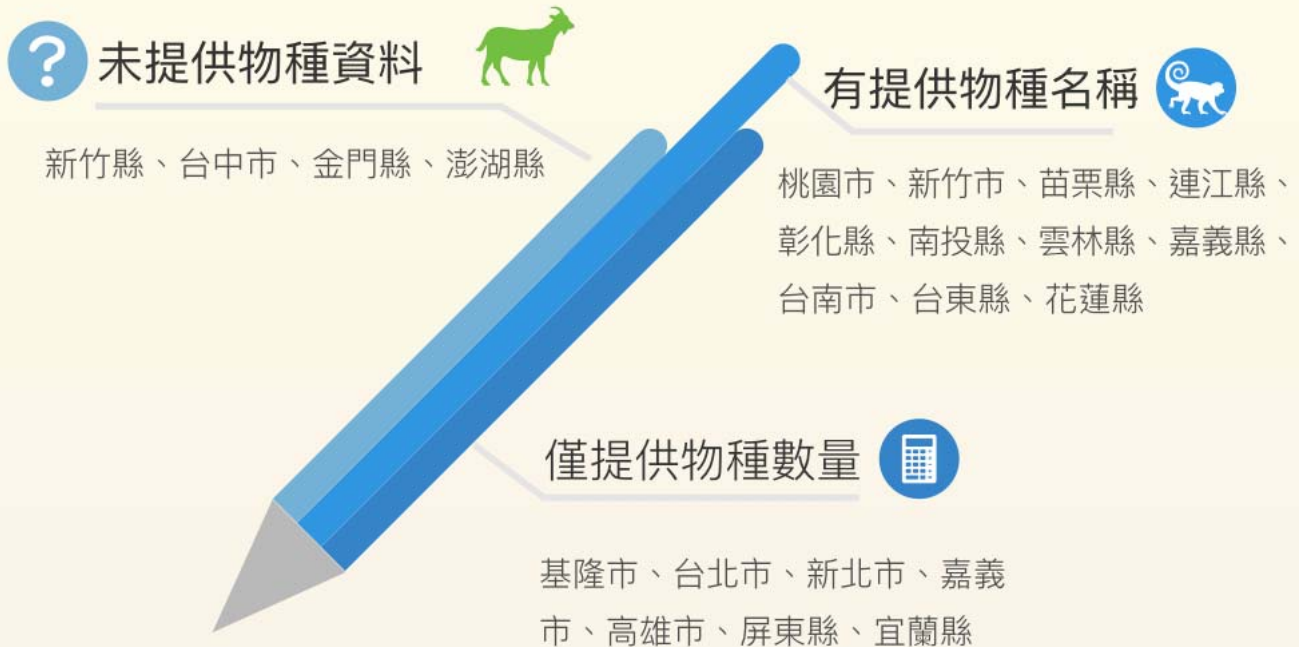 ?
未提供物種資料
新竹縣、台中市、金門縣、澎湖縣
有提供物種名稱
桃園市、新竹市、苗栗縣、連江縣、
彰化縣、南投縣、雲林縣、嘉義縣、
台南市、台東縣、花蓮縣
僅提供物種數量
基隆市、台北市、新北市、嘉義
市、高雄市、屏東縣、宜蘭縣